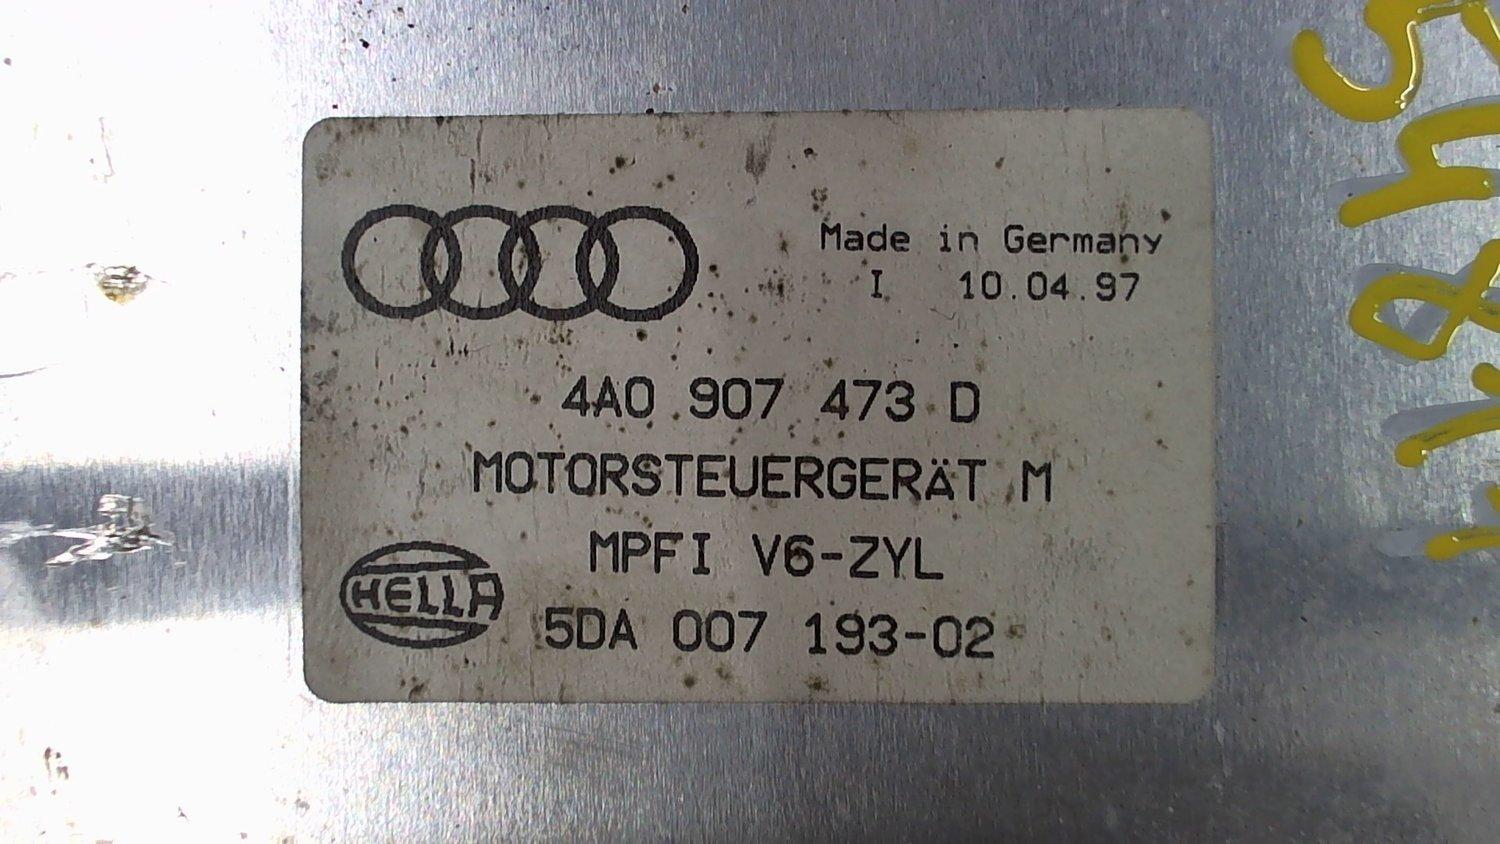 Made in Germany
I 10.04.97
4A0 907 473 D
MOTORSTEUERGERÄT M
MPFI V6-ZYL
HELLA
5DA 007 193-02